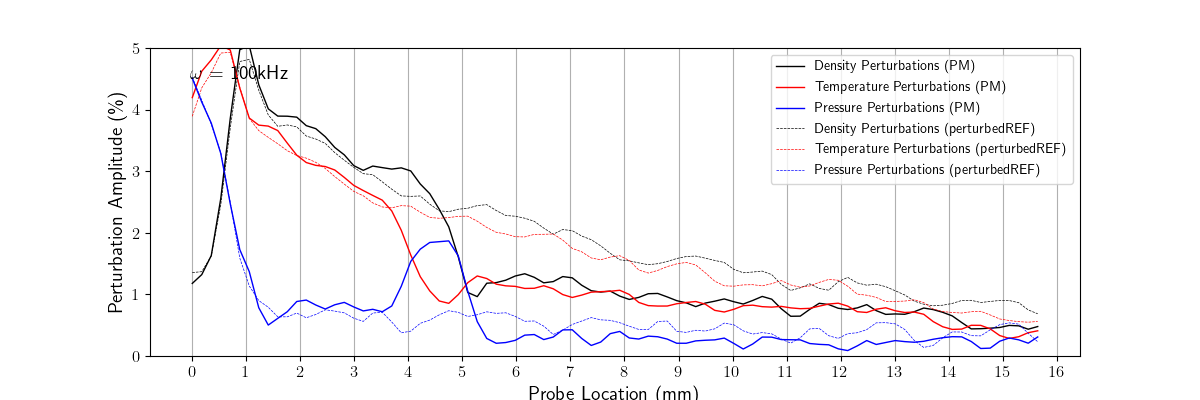 5
4
3
2
1
0
Perturbation Amplitude (%)
ω = 100kHz
Density Perturbations (PM)
Temperature Perturbations (PM)
Pressure Perturbations (PM)
Density Perturbations (perturbedREF)
Temperature Perturbations (perturbedREF)
Pressure Perturbations (perturbedREF)
0 1 2 3 4 5 6 7 8 9 10 11 12 13 14 15 16
Probe Location (mm)